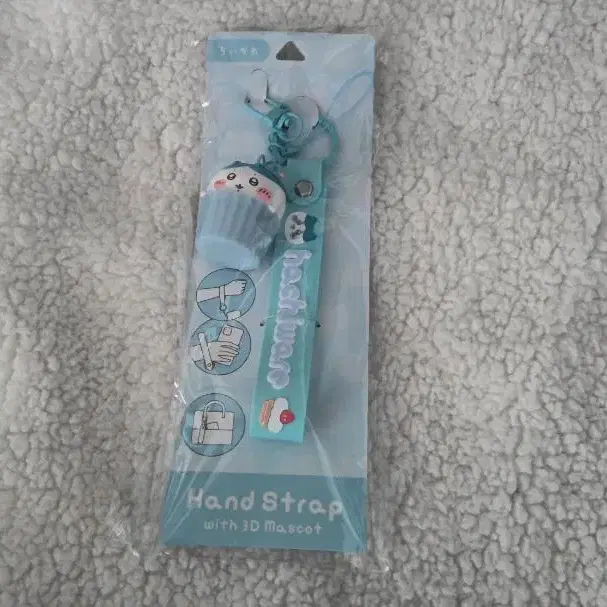 ちいかわ
hachiware
Hand Strap
with 3D Mascot